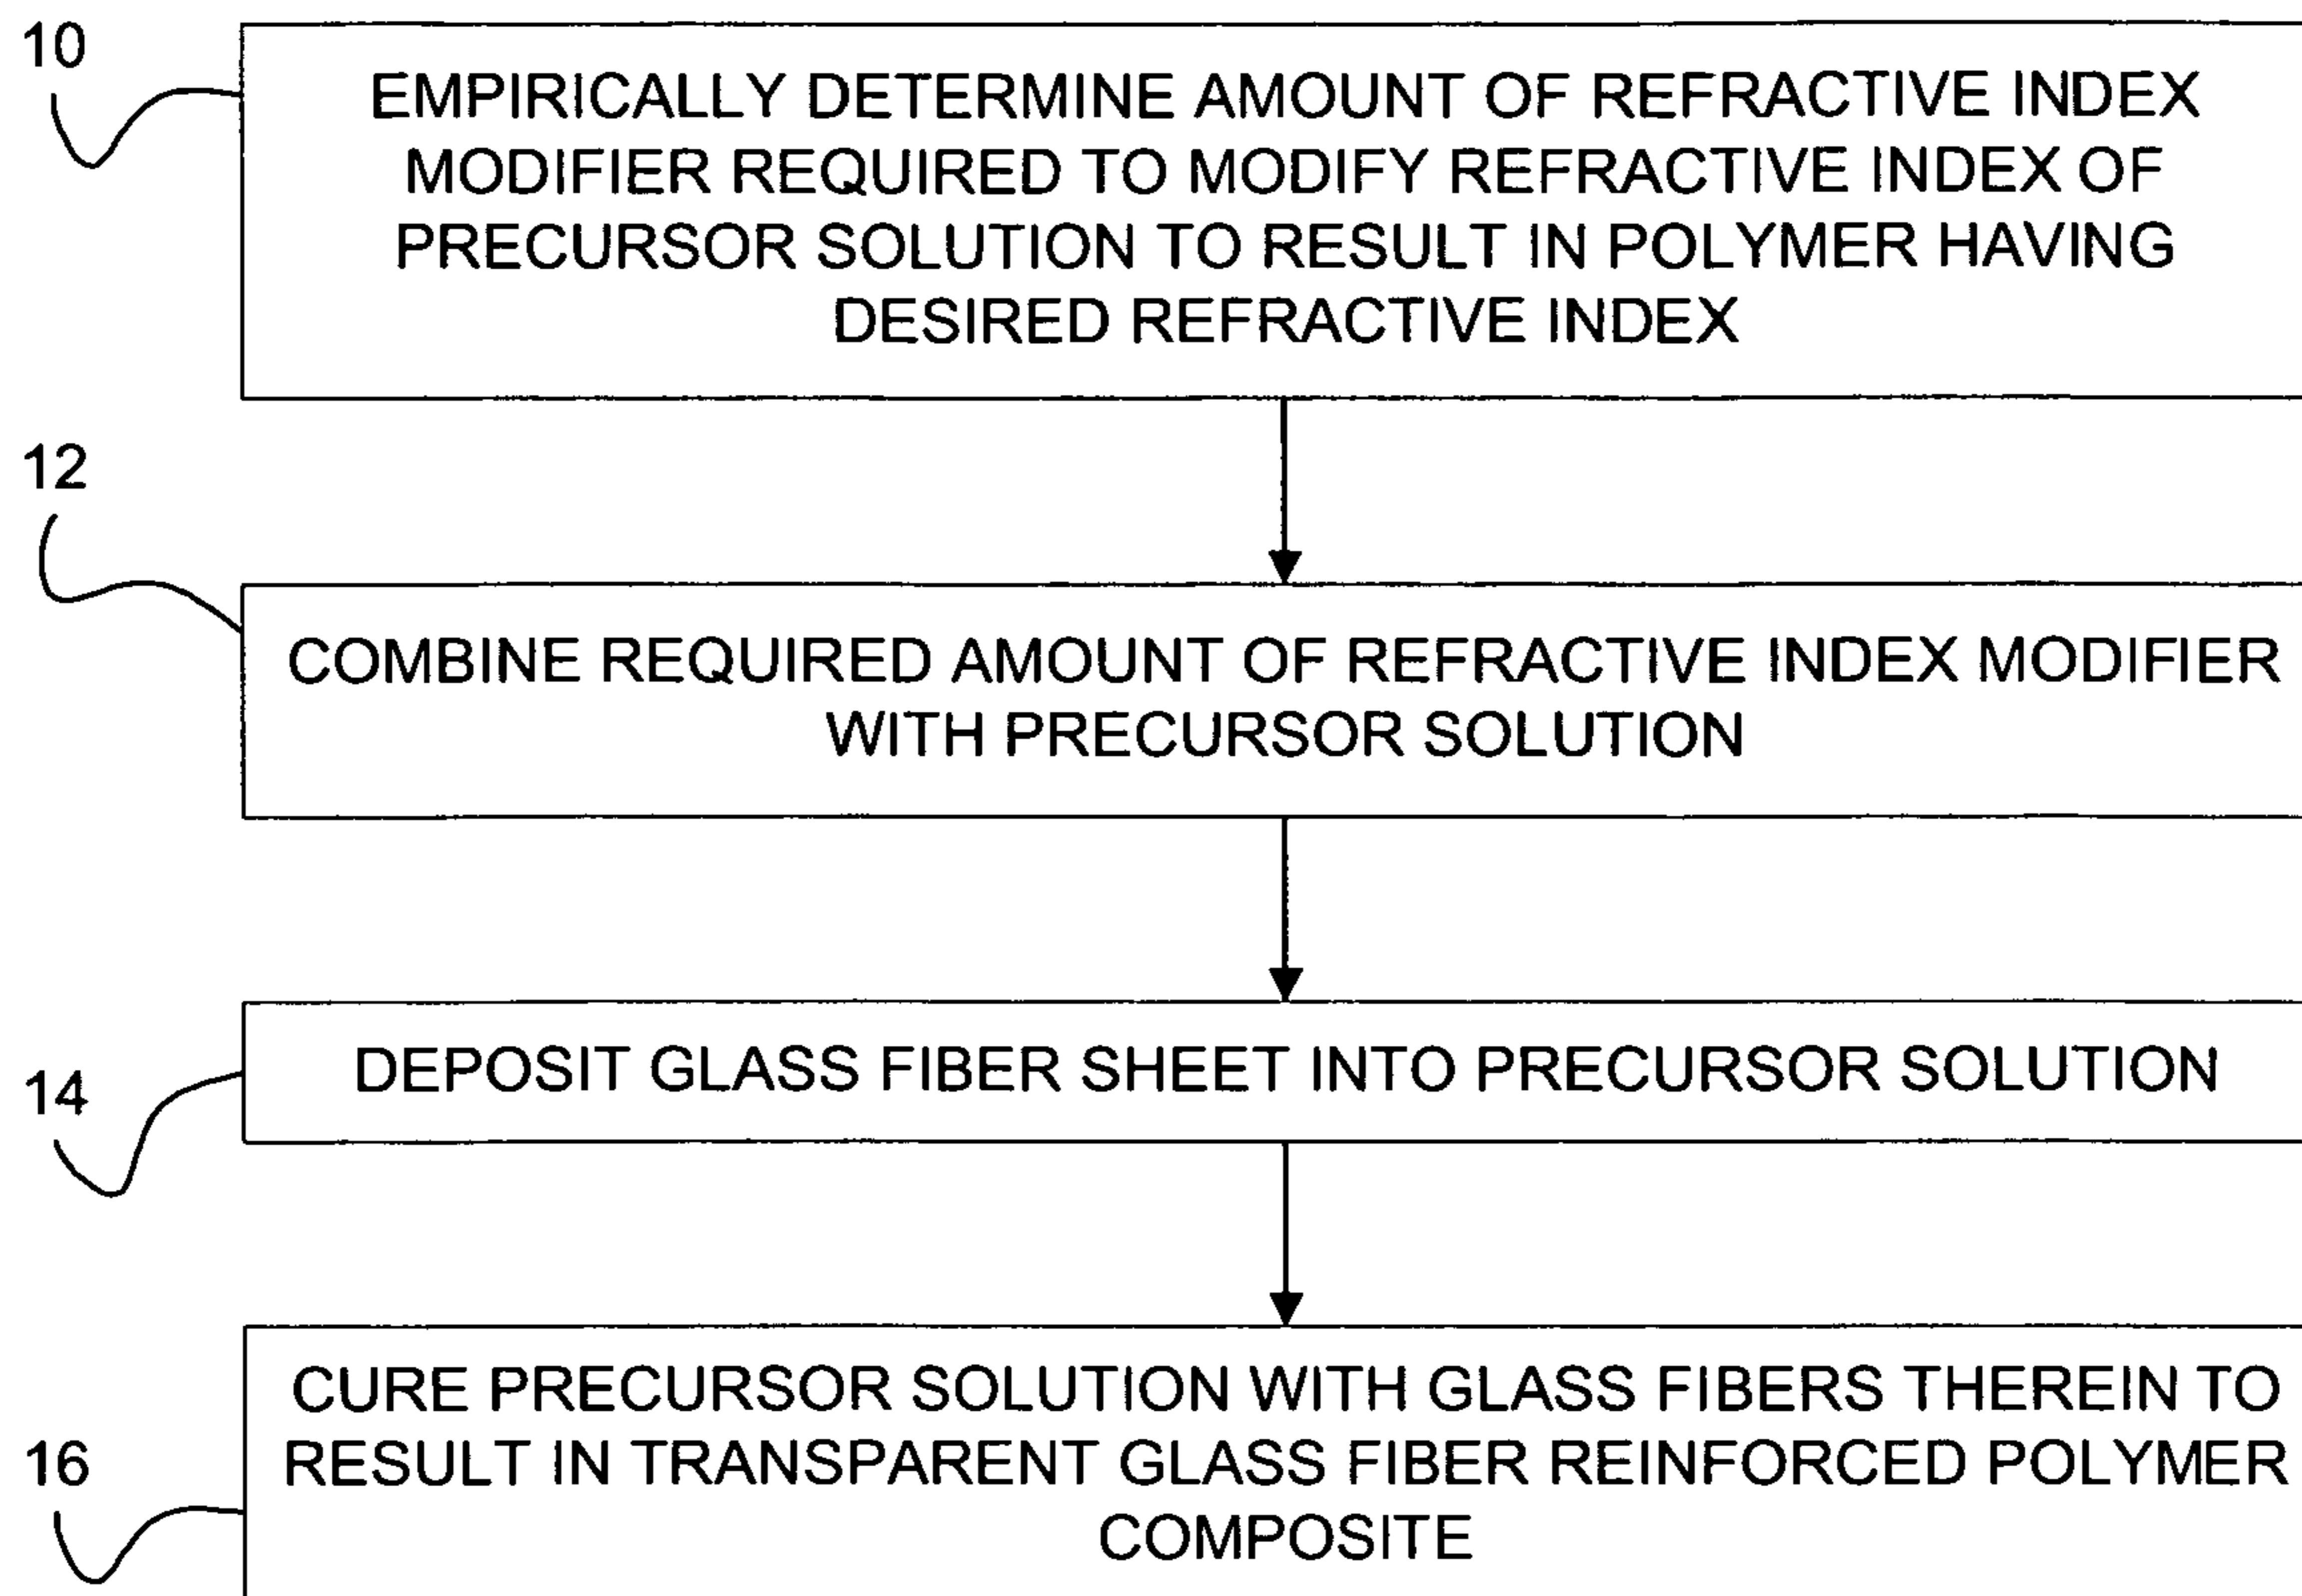 10
EMPIRICALLY DETERMINE AMOUNT OF REFRACTIVE INDEX
MODIFIER REQUIRED TO MODIFY REFRACTIVE INDEX OF
PRECURSOR SOLUTION TO RESULT IN POLYMER HAVING
DESIRED REFRACTIVE INDEX
12
COMBINE REQUIRED AMOUNT OF REFRACTIVE INDEX MODIFIER
WITH PRECURSOR SOLUTION
14
DEPOSIT GLASS FIBER SHEET INTO PRECURSOR SOLUTION
16
CURE PRECURSOR SOLUTION WITH GLASS FIBERS THEREIN TO
RESULT IN TRANSPARENT GLASS FIBER REINFORCED POLYMER
COMPOSITE